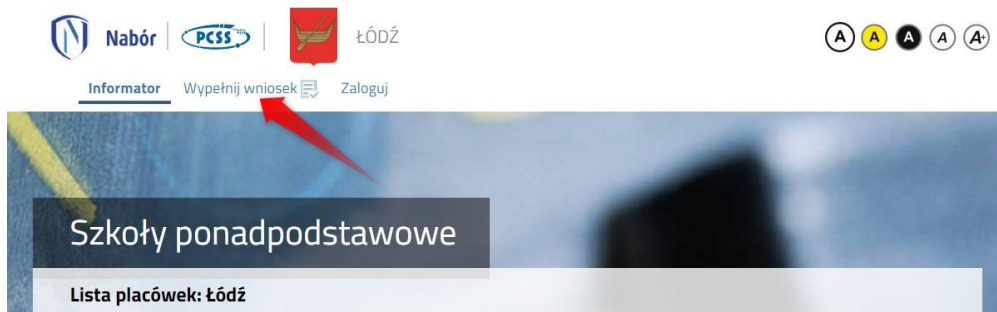 Nabór PCSS ŁÓDŹ
A A A A A+
Informator Wypełnij wniosek Zaloguj
Szkoły ponadpodstawowe
Lista placówek: Łódź